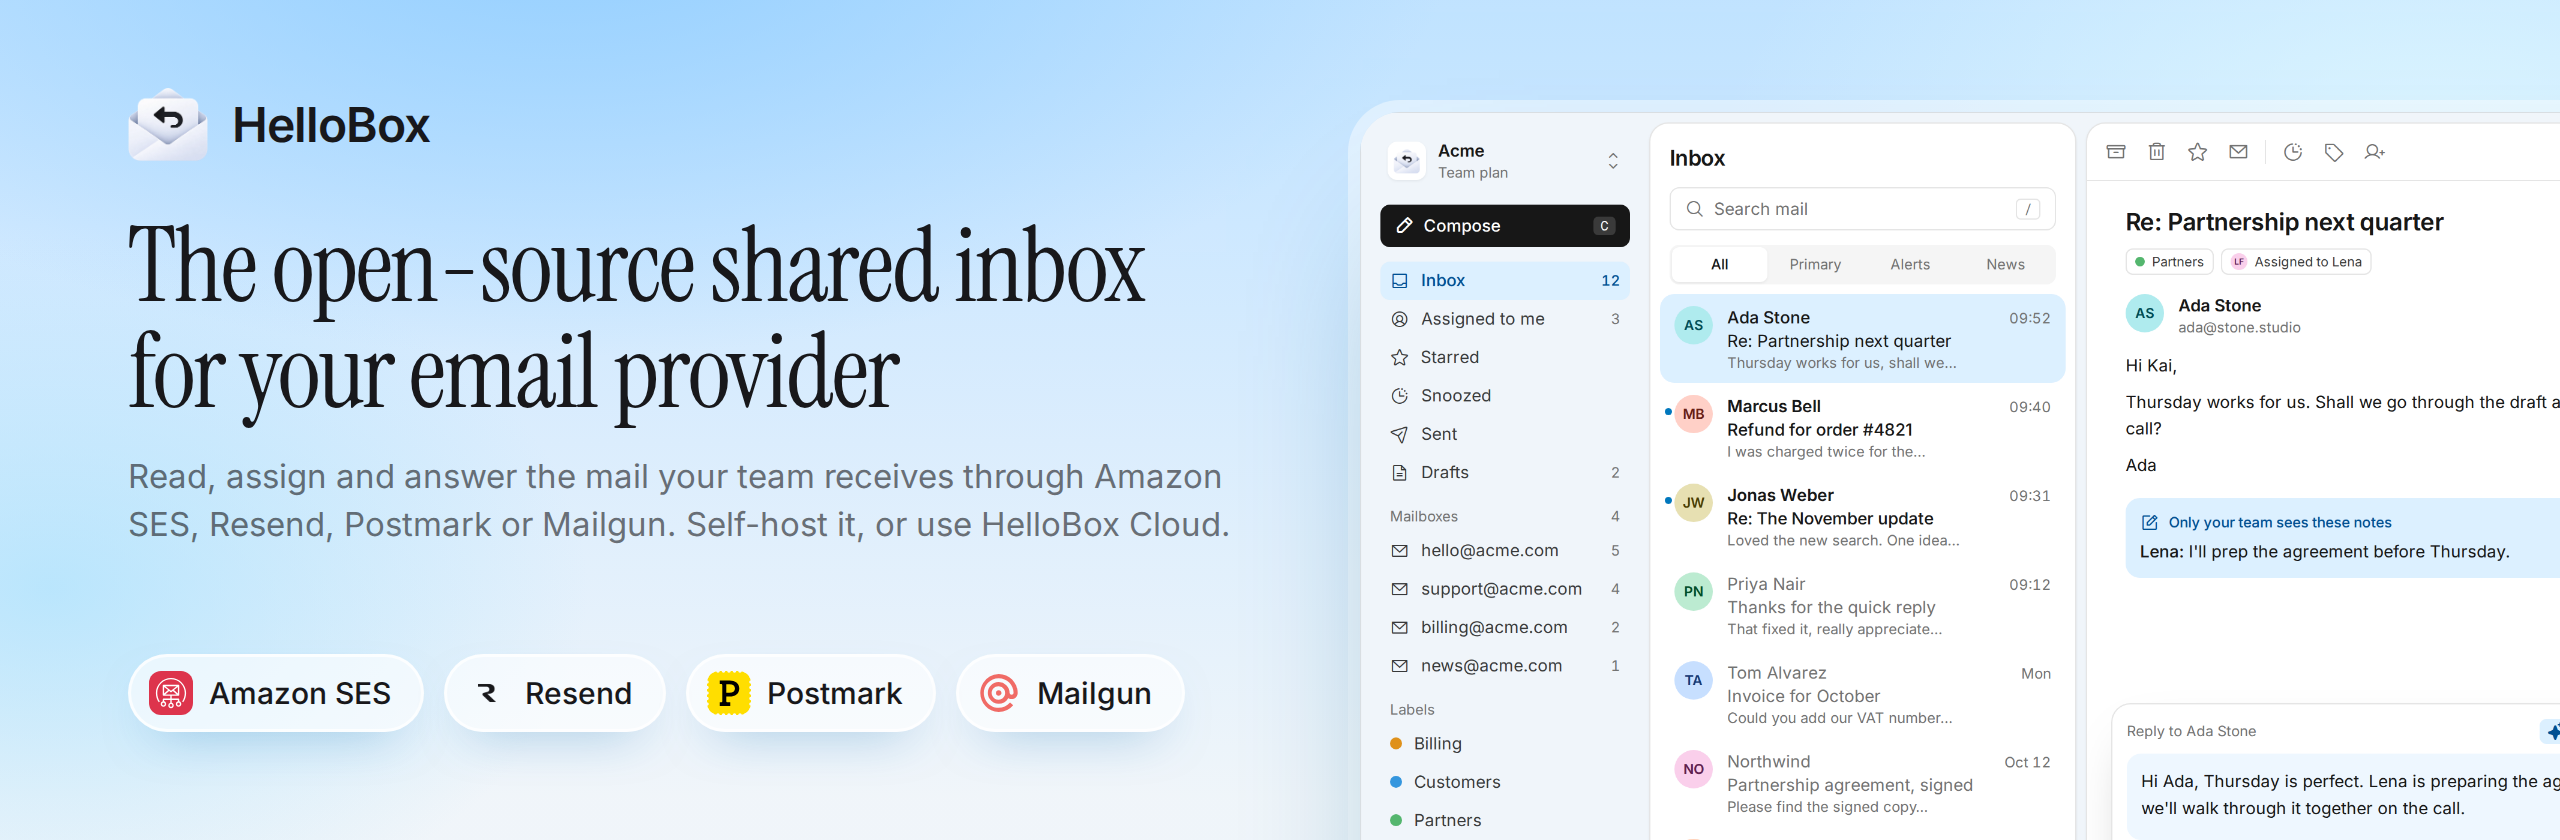 HelloBox
The open-source shared inbox
for your email provider
Read, assign and answer the mail your team receives through Amazon
SES, Resend, Postmark or Mailgun. Self-host it, or use HelloBox Cloud.
Amazon SES
Resend
P
Postmark
Mailgun
Acme
Team plan
Compose
C
Inbox
12
Assigned to me
3
Starred
Snoozed
Sent
Drafts
2
Mailboxes
4
hello@acme.com
5
support@acme.com
4
billing@acme.com
2
news@acme.com
1
Labels
Billing
Customers
Partners
Inbox
Search mail
/
All
Primary
Alerts
News
AS
Ada Stone
09:52
Re: Partnership next quarter
Thursday works for us, shall we...
MB
Marcus Bell
09:40
Refund for order #4821
I was charged twice for the...
JW
Jonas Weber
09:31
Re: The November update
Loved the new search. One idea...
PN
Priya Nair
09:12
Thanks for the quick reply
That fixed it, really appreciate...
TA
Tom Alvarez
Mon
Invoice for October
Could you add our VAT number...
NO
Northwind
Oct 12
Partnership agreement, signed
Please find the signed copy...
Re: Partnership next quarter
Partners
LF
Assigned to Lena
AS
Ada Stone
ada@stone.studio
Hi Kai,
Thursday works for us. Shall we go through the draft a
call?
Ada
Only your team sees these notes
Lena: I'll prep the agreement before Thursday.
Reply to Ada Stone
Hi Ada, Thursday is perfect. Lena is preparing the ag
we'll walk through it together on the call.